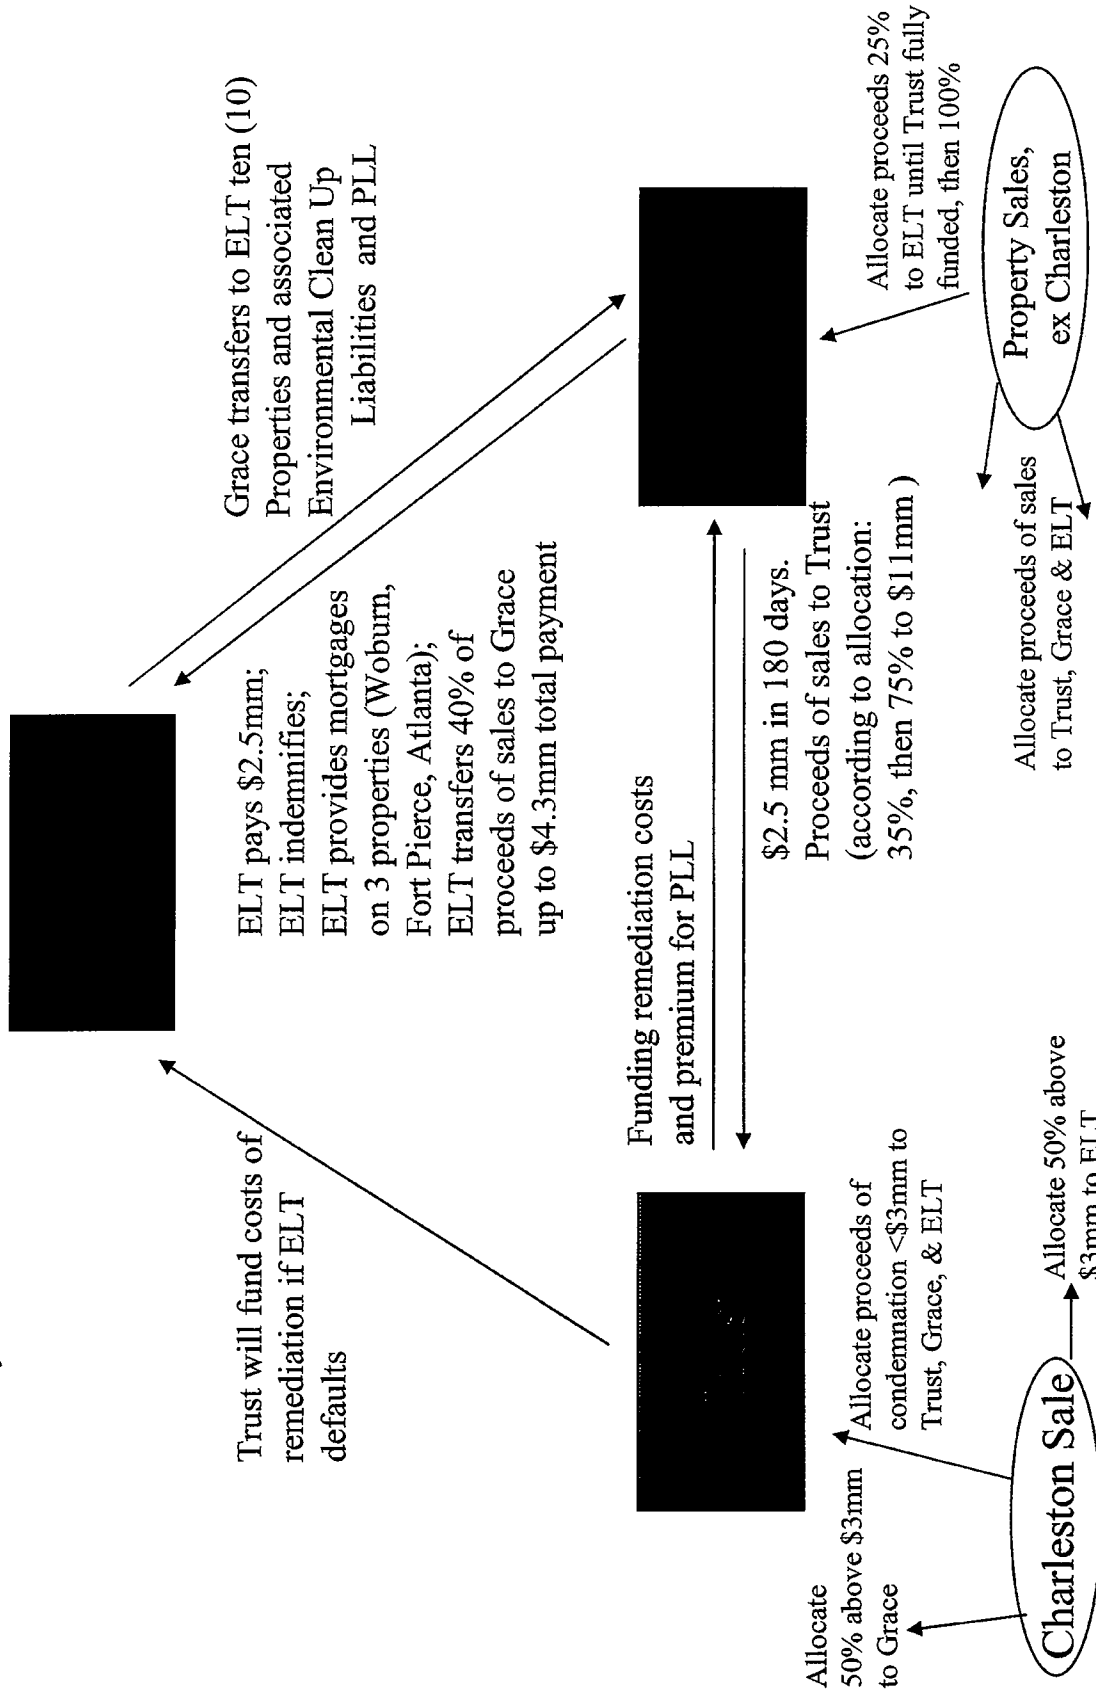 Grace transfers to ELT ten (10)
Properties and associated
Environmental Clean Up
Liabilities and PLL
ELT pays $2.5mm;
ELT indemnifies;
ELT provides mortgages
on 3 properties (Woburn,
Fort Pierce, Atlanta);
ELT transfers 40% of
proceeds of sales to Grace
up to $4.3mm total payment
Trust will fund costs of
remediation if ELT
defaults
Funding remediation costs
and premium for PLL
$2.5 mm in 180 days.
Proceeds of sales to Trust
(according to allocation:
35%, then 75% to $11mm )
Allocate proceeds 25%
to ELT until Trust fully
funded, then 100%
Property Sales,
ex Charleston
Allocate proceeds of sales
to Trust, Grace & ELT
Allocate proceeds of
condemnation <$3mm to
Trust, Grace, & ELT
Allocate
50% above $3mm
to Grace
Charleston Sale
Allocate 50% above
$3mm to ELT